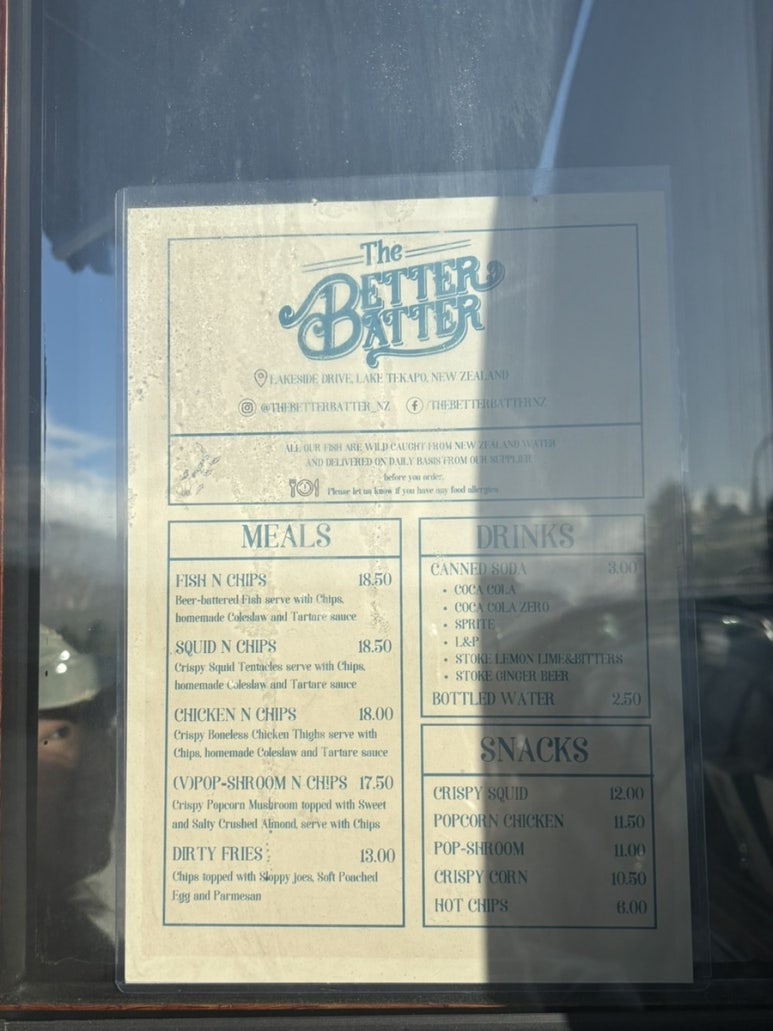 The
BETTER
BATTER
LAKESIDE DRIVE, LAKE TEKAPO, NEW ZEALAND
@THEBETTERBATTER_NZ /THEBETTERBATTERNZ
ALL OUR FISH ARE WILD CAUGHT FROM NEW ZEALAND WATER
AND DELIVERED ON DAILY BASIS FROM OUR SUPPLIER.
before you order,
Please let us know if you have any food allergies
MEALS
FISH N CHIPS 18.50
Beer-battered Fish serve with Chips,
homemade Coleslaw and Tartare sauce
SQUID N CHIPS 18.50
Crispy Squid Tentacles serve with Chips,
homemade Coleslaw and Tartare sauce
CHICKEN N CHIPS 18.00
Crispy Boneless Chicken Thighs serve with
Chips, homemade Coleslaw and Tartare sauce
(V)POP-SHROOM N CHIPS 17.50
Crispy Popcorn Mushroom topped with Sweet
and Salty Crushed Almond, serve with Chips
DIRTY FRIES 13.00
Chips topped with Sloppy joes, Soft Poached
Egg and Parmesan
DRINKS
CANNED SODA 3.00
• COCA COLA
• COCA COLA ZERO
• SPRITE
• L&P
• STOKE LEMON LIME&BITTERS
• STOKE GINGER BEER
BOTTLED WATER 2.50
SNACKS
CRISPY SQUID 12.00
POPCORN CHICKEN 11.50
POP-SHROOM 11.00
CRISPY CORN 10.50
HOT CHIPS 6.00